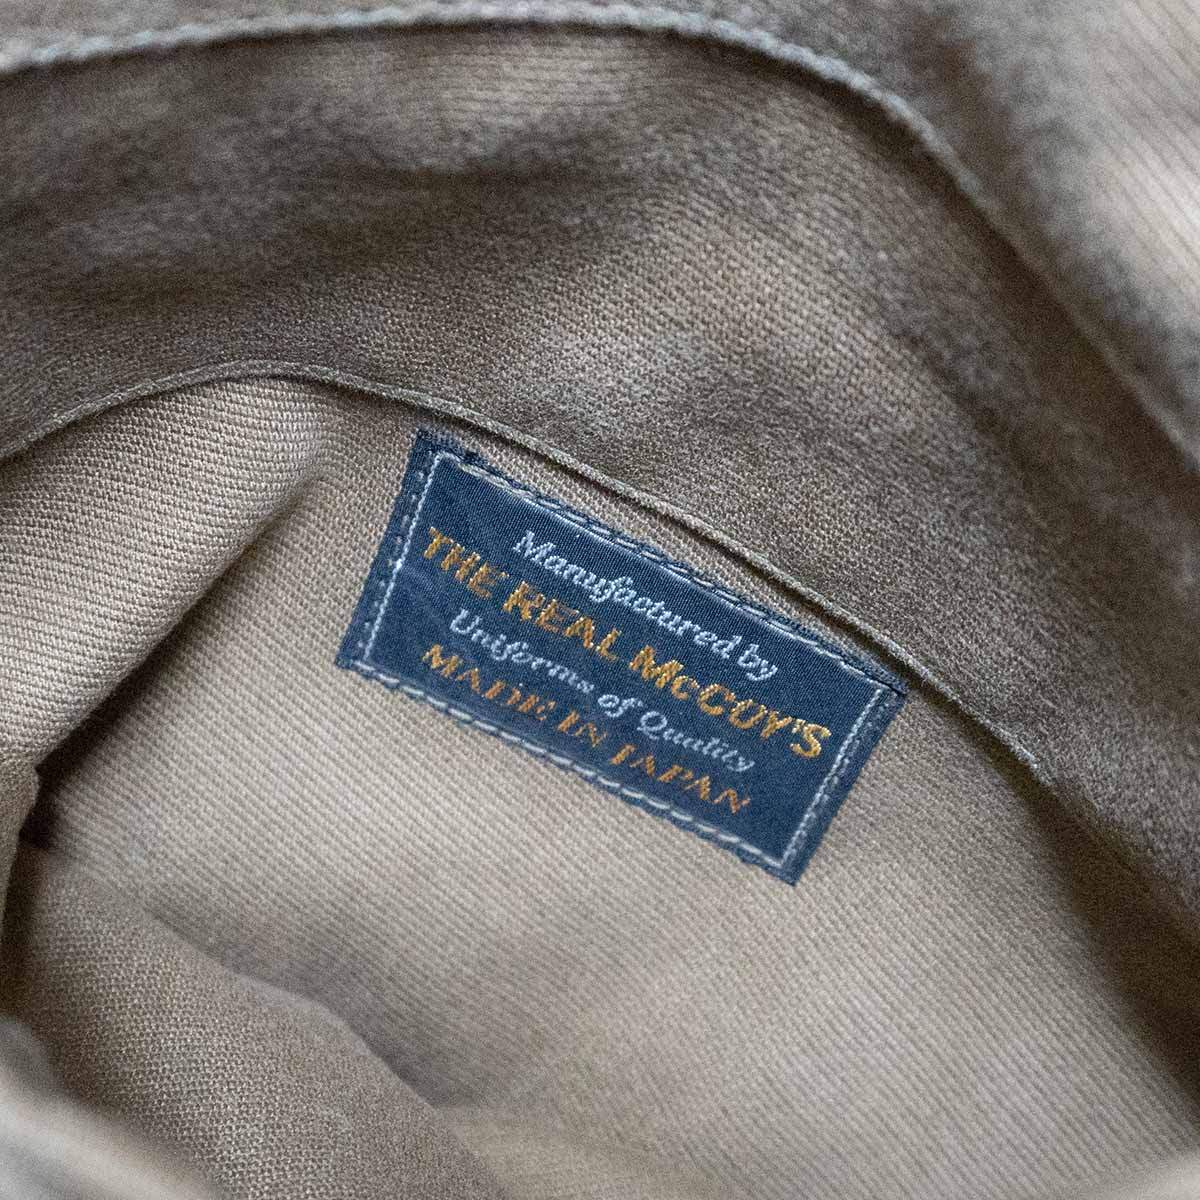 Manufactured by
THE REAL McCOY'S
Uniforms of Quality
MADE IN JAPAN